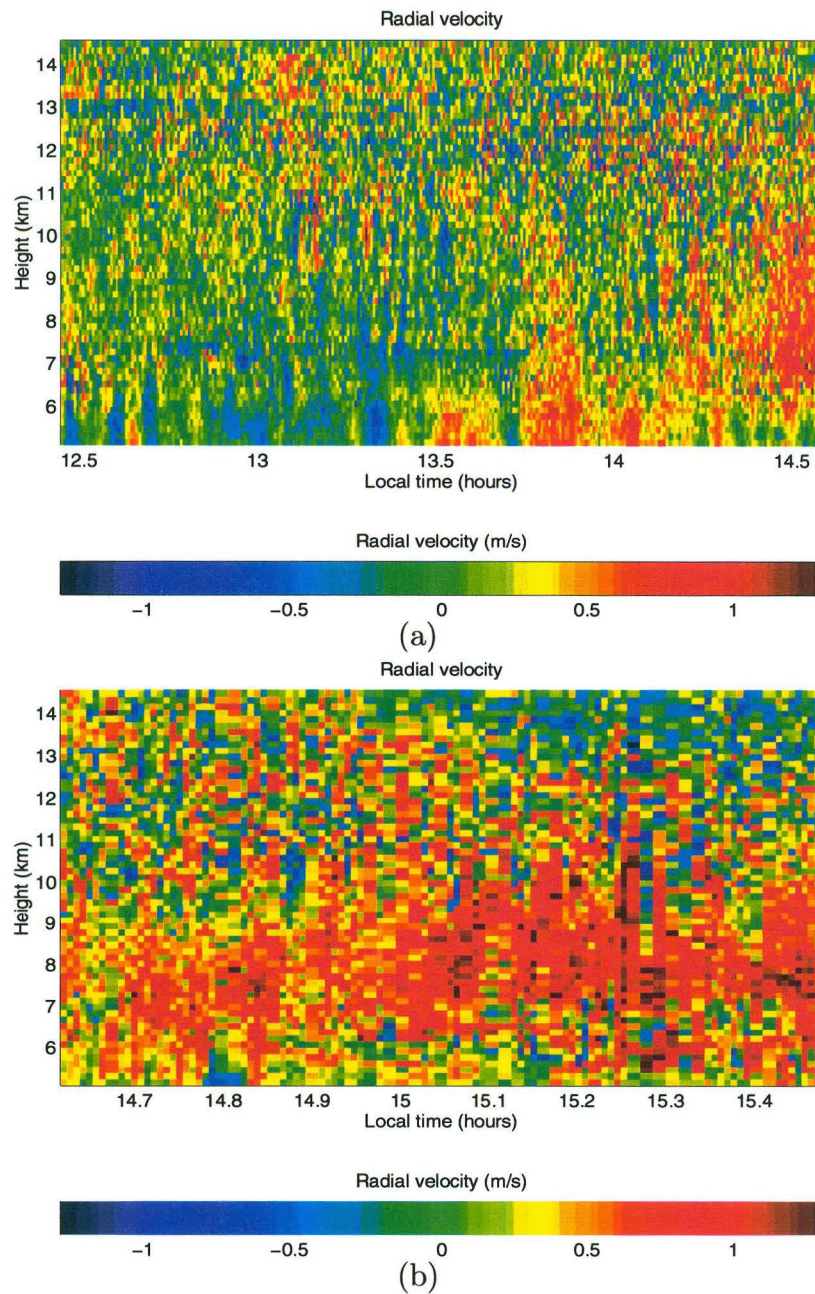 Radial velocity
14
13
12
11
10
9
8
7
6
Height (km)
12.5 13 13.5 14 14.5
Local time (hours)
Radial velocity (m/s)
−1 −0.5 0 0.5 1
(a)
Radial velocity
14
13
12
11
10
9
8
7
6
Height (km)
14.7 14.8 14.9 15 15.1 15.2 15.3 15.4
Local time (hours)
Radial velocity (m/s)
−1 −0.5 0 0.5 1
(b)